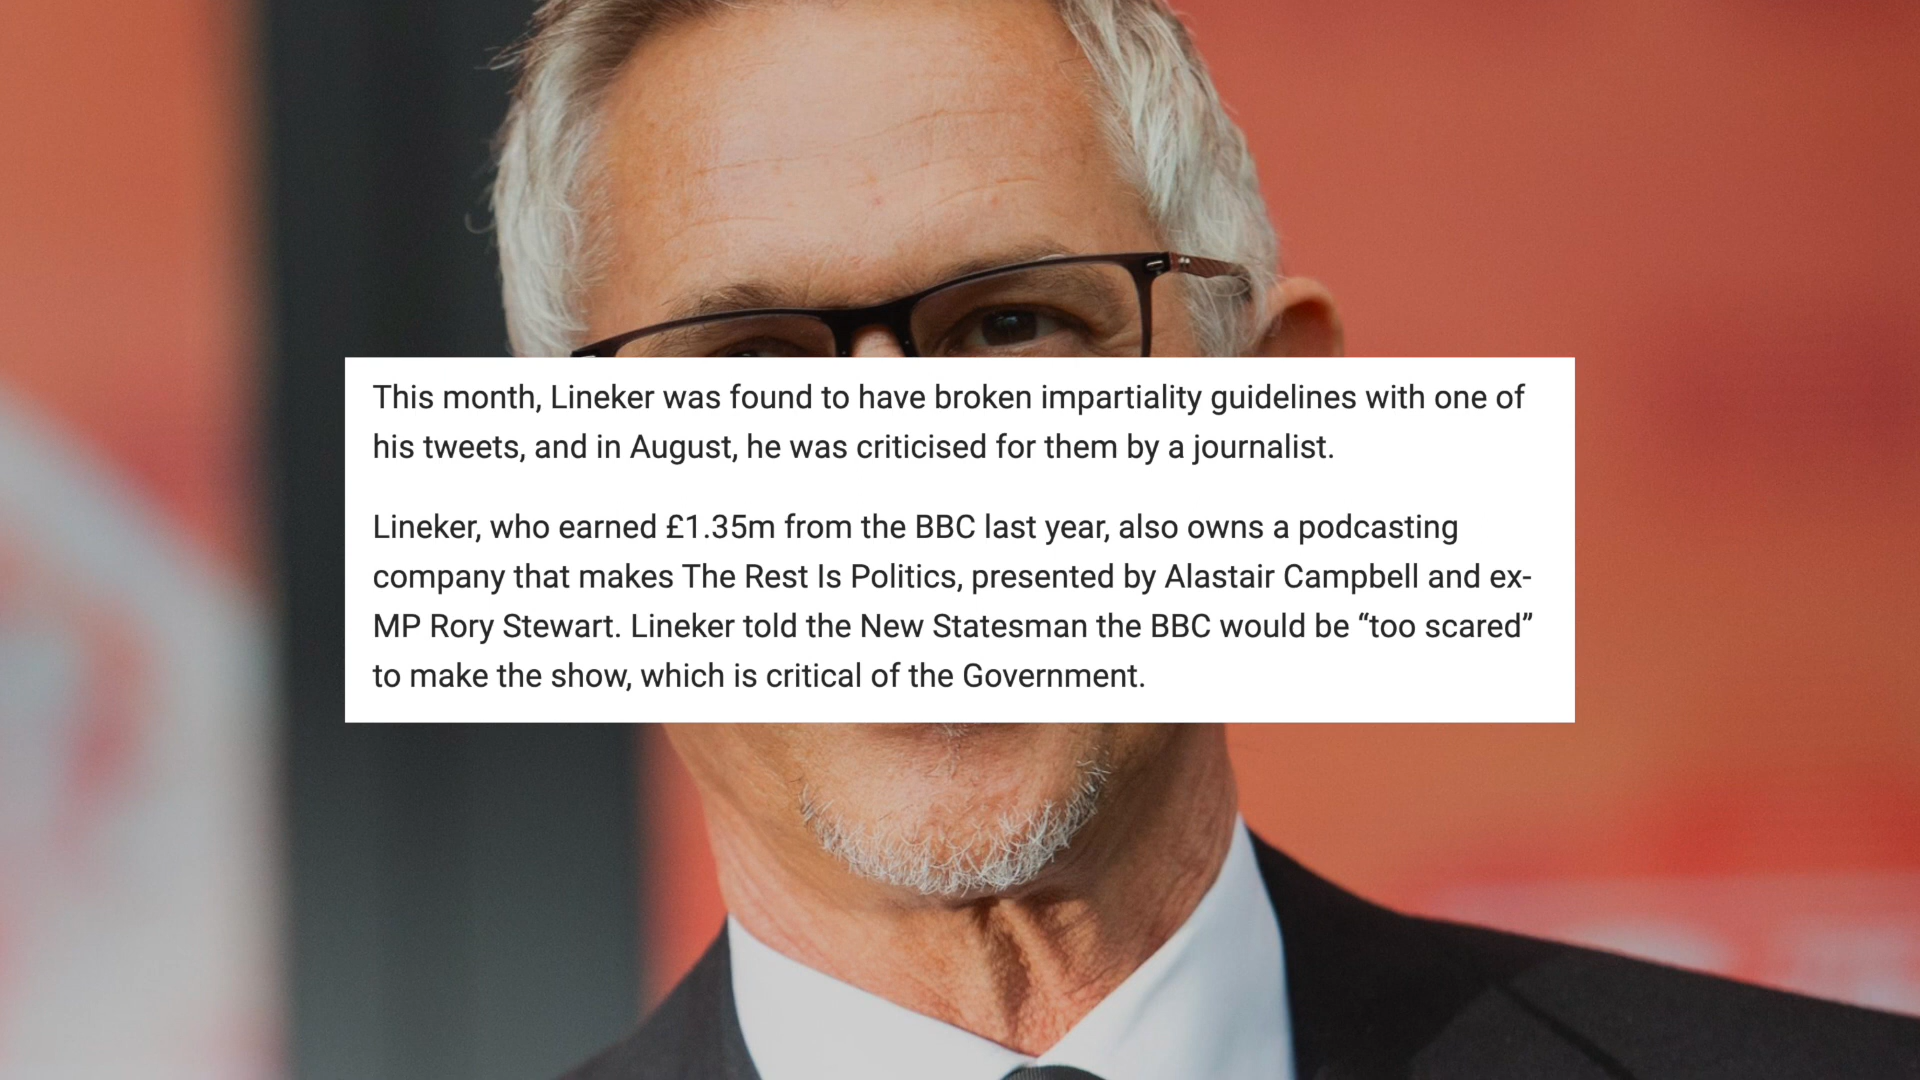 This month, Lineker was found to have broken impartiality guidelines with one of
his tweets, and in August, he was criticised for them by a journalist.
Lineker, who earned £1.35m from the BBC last year, also owns a podcasting
company that makes The Rest Is Politics, presented by Alastair Campbell and ex-
MP Rory Stewart. Lineker told the New Statesman the BBC would be “too scared”
to make the show, which is critical of the Government.